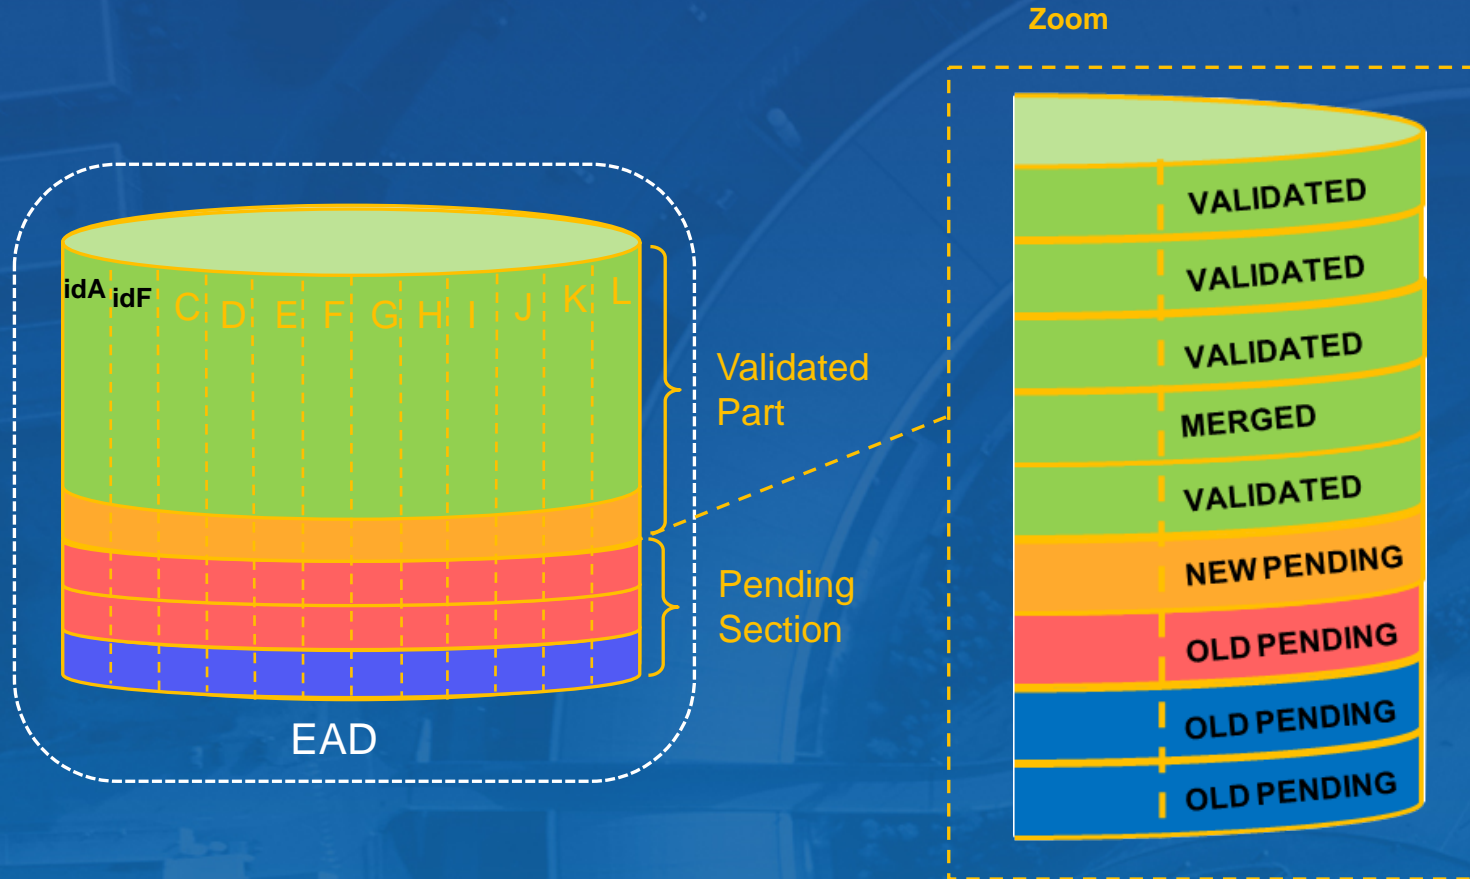 Zoom
idA idF C D E F G H I J K L
Validated
Part
Pending
Section
EAD
VALIDATED
VALIDATED
VALIDATED
MERGED
VALIDATED
NEW PENDING
OLD PENDING
OLD PENDING
OLD PENDING